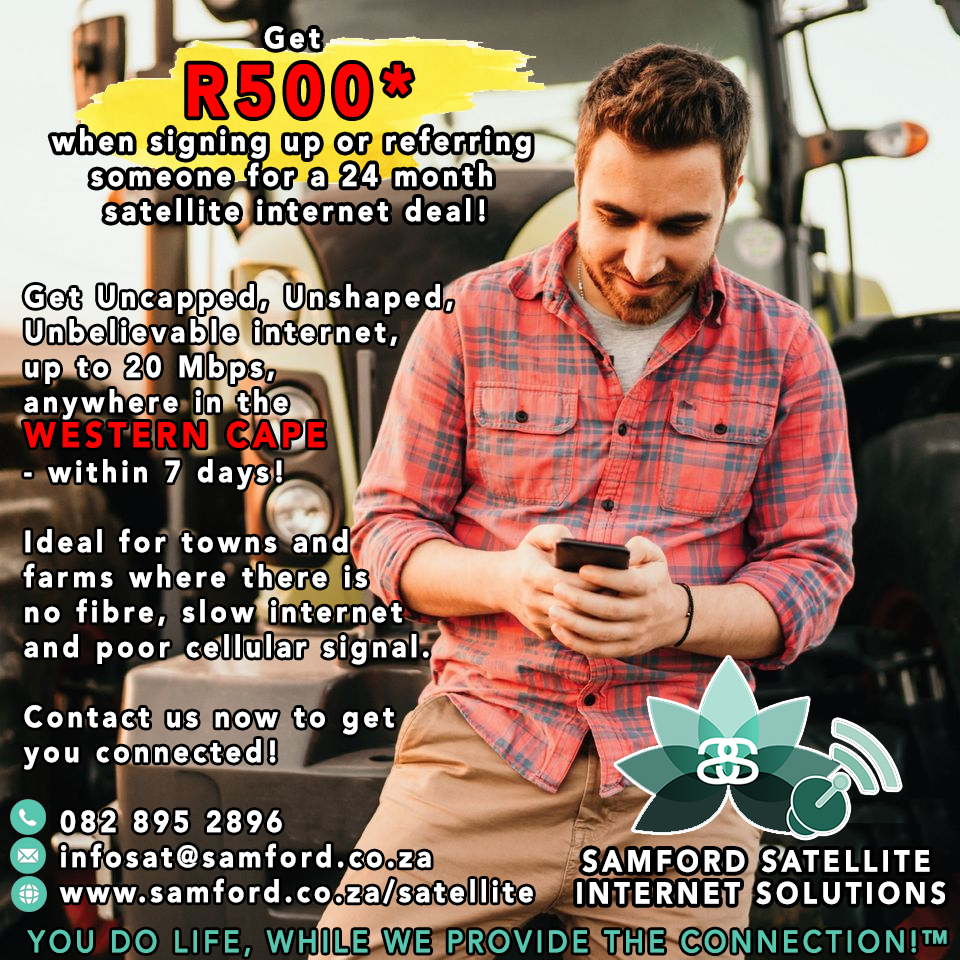 Get
R500*
when signing up or referring
someone for a 24 month
satellite internet deal!
Get Uncapped, Unshaped,
Unbelievable internet,
up to 20 Mbps,
anywhere in the
WESTERN CAPE
- within 7 days!
Ideal for towns and
farms where there is
no fibre, slow internet
and poor cellular signal.
Contact us now to get
you connected!
082 895 2896
infosat@samford.co.za
www.samford.co.za/satellite
SAMFORD SATELLITE
INTERNET SOLUTIONS
YOU DO LIFE, WHILE WE PROVIDE THE CONNECTION!™